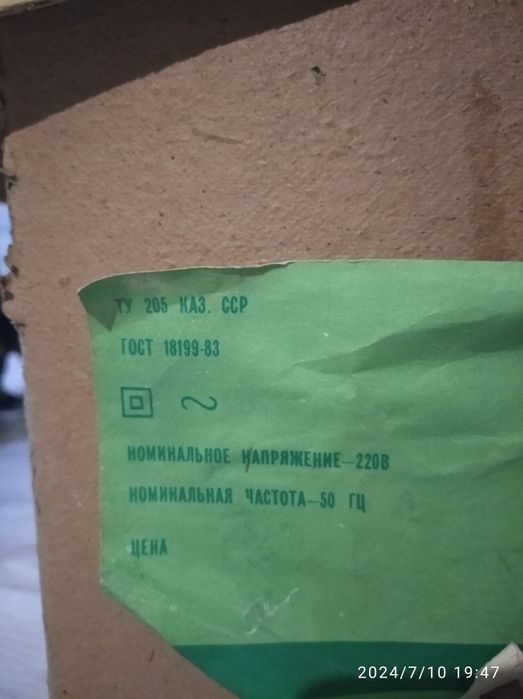 ТУ 205 КАЗ. ССР
ГОСТ 18199-83
НОМИНАЛЬНОЕ НАПРЯЖЕНИЕ—220В
НОМИНАЛЬНАЯ ЧАСТОТА—50 ГЦ
ЦЕНА
2024/7/10 19:47